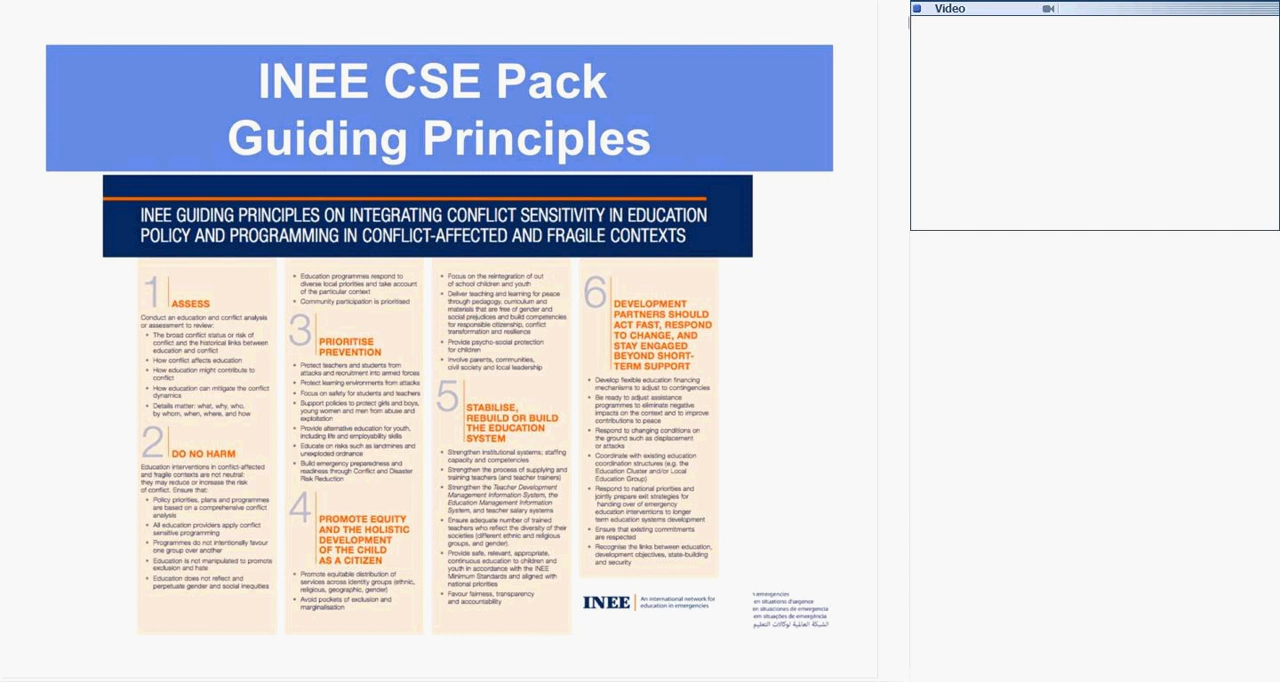 Video
INEE CSE Pack
Guiding Principles
INEE GUIDING PRINCIPLES ON INTEGRATING CONFLICT SENSITIVITY IN EDUCATION
POLICY AND PROGRAMMING IN CONFLICT-AFFECTED AND FRAGILE CONTEXTS
1
ASSESS
Conduct an education and conflict analysis
or assessment to review:
• The broad conflict status or risk of
conflict and the historical links between
education and conflict
• How conflict affects education
• How education might contribute to
conflict
• How education can mitigate the conflict
dynamics
• Details matter: what, why, who,
by whom, when, where, and how
2
DO NO HARM
Education interventions in conflict-affected
and fragile contexts are not neutral:
they may reduce or increase the risk
of conflict. Ensure that:
• Policy priorities, plans and programmes
are based on a comprehensive conflict
analysis
• All education providers apply conflict
sensitive programming
• Programmes do not intentionally favour
one group over another
• Education is not manipulated to promote
exclusion and hate
• Education does not reflect and
perpetuate gender and social inequities
• Education programmes respond to
diverse local priorities and take account
of the particular context
• Community participation is prioritised
3
PRIORITISE
PREVENTION
• Protect teachers and students from
attacks and recruitment into armed forces
• Protect learning environments from attacks
• Focus on safety for students and teachers
• Support policies to protect girls and boys,
young women and men from abuse and
exploitation
• Provide alternative education for youth,
including life and employability skills
• Educate on risks such as landmines and
unexploded ordnance
• Build emergency preparedness and
readiness through Conflict and Disaster
Risk Reduction
4
PROMOTE EQUITY
AND THE HOLISTIC
DEVELOPMENT
OF THE CHILD
AS A CITIZEN
• Promote equitable distribution of
services across identity groups (ethnic,
religious, geographic, gender)
• Avoid pockets of exclusion and
marginalisation
• Focus on the reintegration of out
of school children and youth
• Deliver teaching and learning for peace
through pedagogy, curriculum and
materials that are free of gender and
social prejudices and build competencies
for responsible citizenship, conflict
transformation and resilience
• Provide psycho-social protection
for children
• Involve parents, communities,
civil society and local leadership
5
STABILISE,
REBUILD OR BUILD
THE EDUCATION
SYSTEM
• Strengthen institutional systems; staffing
capacity and competencies
• Strengthen the process of supplying and
training teachers (and teacher trainers)
• Strengthen the Teacher Development
Management Information System, the
Education Management Information
System, and teacher salary systems
• Ensure adequate number of trained
teachers who reflect the diversity of their
societies (different ethnic and religious
groups, and gender).
• Provide safe, relevant, appropriate,
continuous education to children and
youth in accordance with the INEE
Minimum Standards and aligned with
national priorities
• Favour fairness, transparency
and accountability
6
DEVELOPMENT
PARTNERS SHOULD
ACT FAST, RESPOND
TO CHANGE, AND
STAY ENGAGED
BEYOND SHORT-
TERM SUPPORT
• Develop flexible education financing
mechanisms to adjust to contingencies
• Be ready to adjust assistance
programmes to eliminate negative
impacts on the context and to improve
contributions to peace
• Respond to changing conditions on
the ground such as displacement
or attacks
• Coordinate with existing education
coordination structures (e.g. the
Education Cluster and/or Local
Education Group)
• Respond to national priorities and
jointly prepare exit strategies for
'handing over of emergency
education interventions to longer
term education systems development
• Ensure that existing commitments
are respected
• Recognise the links between education,
development objectives, state-building
and security
INEE
An international network for
education in emergencies
emergencies
en situations d'urgence
en situaciones de emergencia
em situações de emergência
الشبكة العالمية لوكالات التعليم